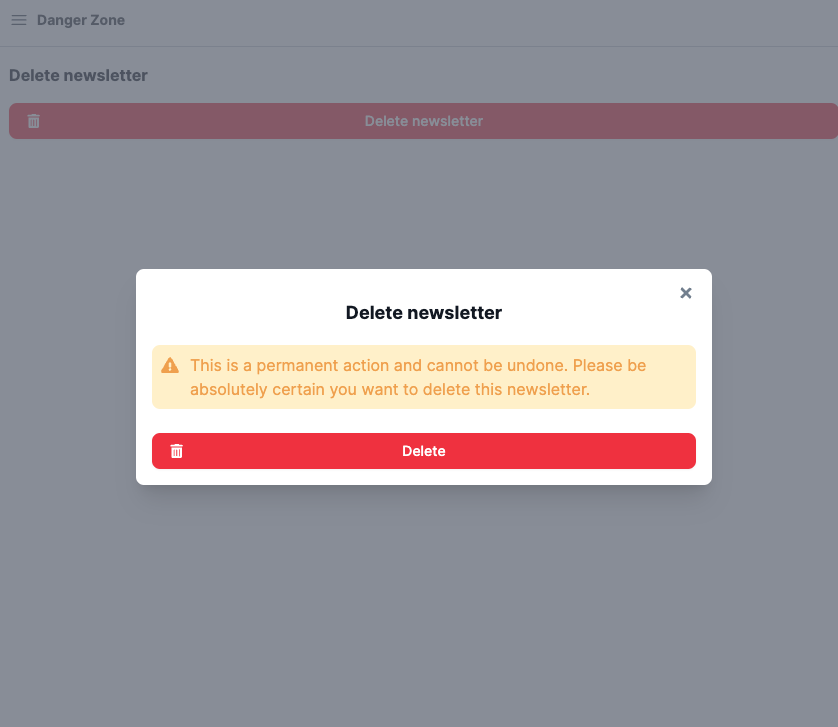 Danger Zone
Delete newsletter
Delete newsletter
Delete newsletter
This is a permanent action and cannot be undone. Please be
absolutely certain you want to delete this newsletter.
Delete